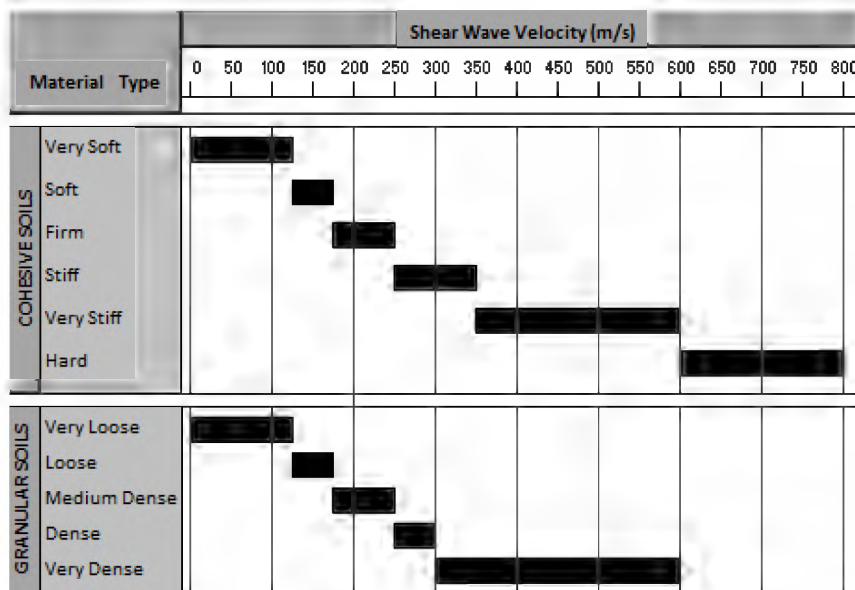 Shear Wave Velocity (m/s)
Material Type
0 50 100 150 200 250 300 350 400 450 500 550 600 650 700 750 800
COHESIVE SOILS
Very Soft
Soft
Firm
Stiff
Very Stiff
Hard
GRANULAR SOILS
Very Loose
Loose
Medium Dense
Dense
Very Dense